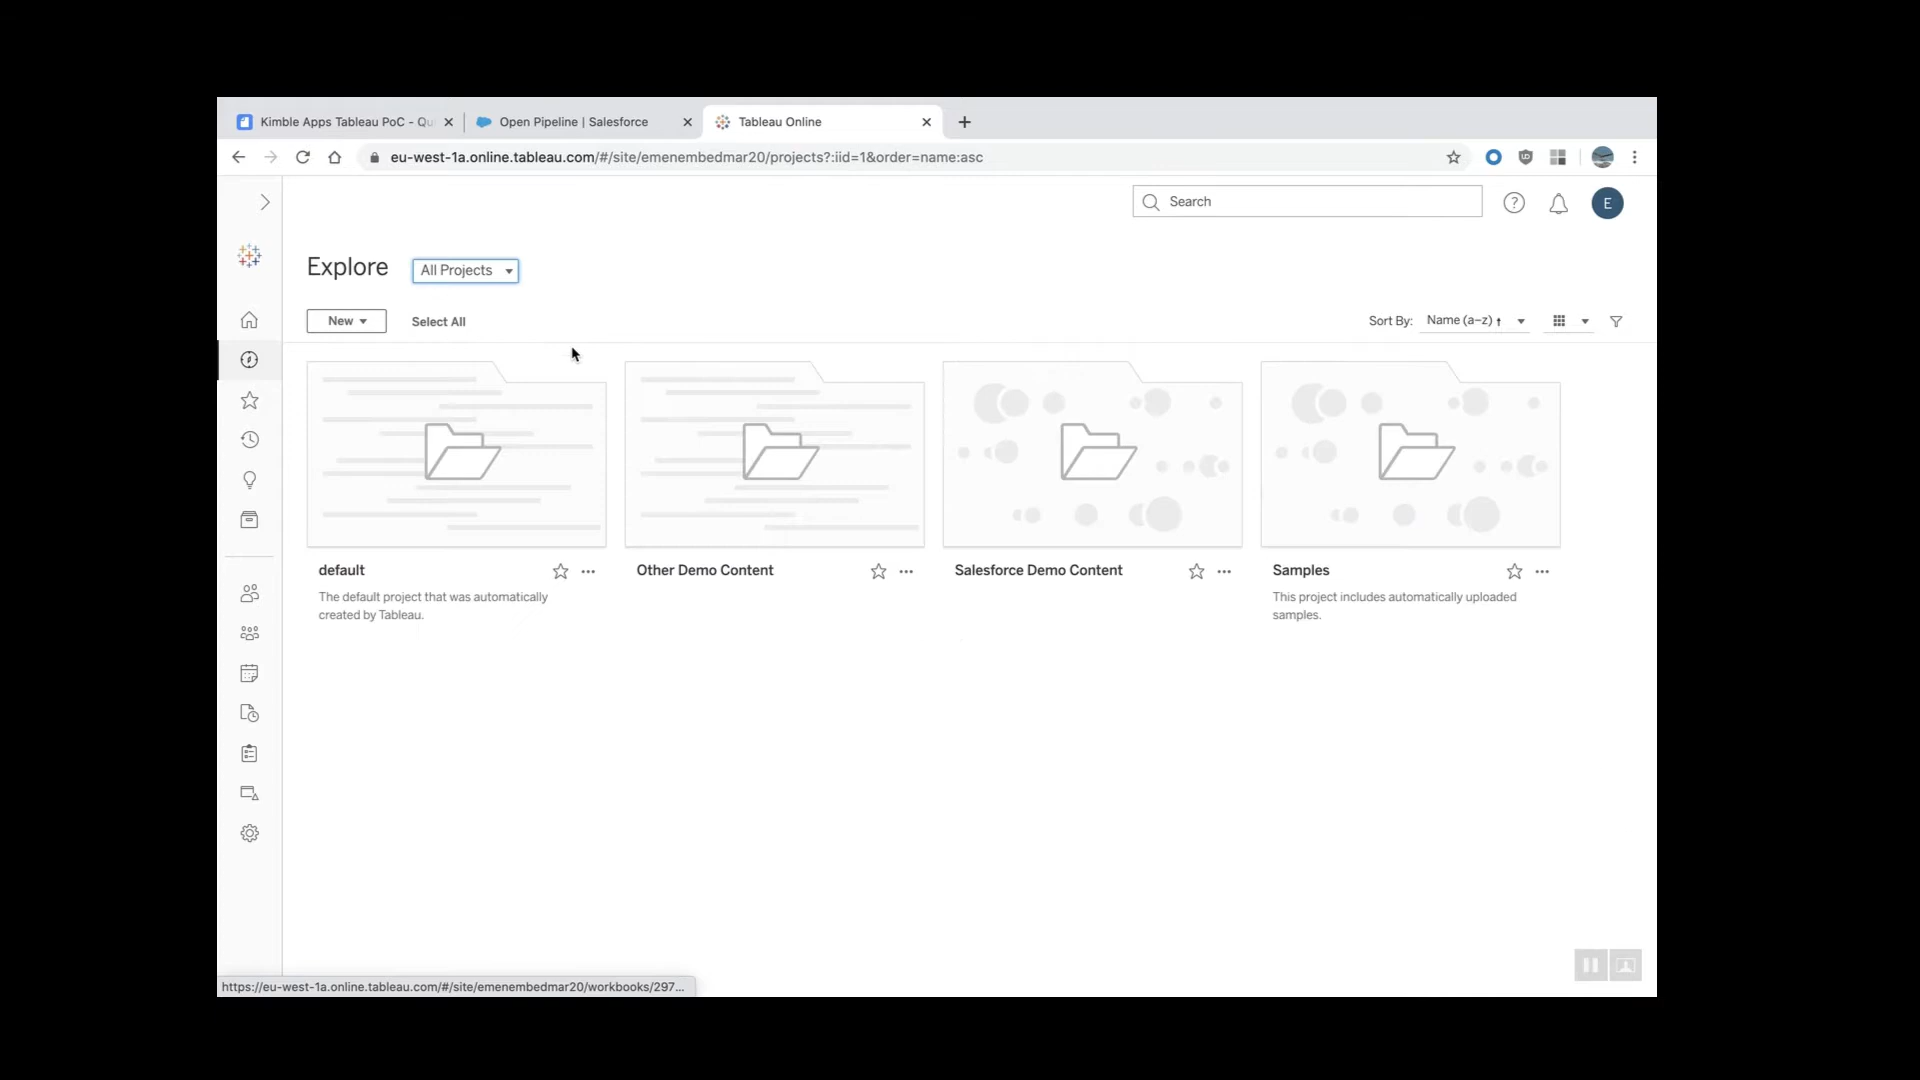 Kimble Apps Tableau PoC - Qu
Open Pipeline | Salesforce
Tableau Online
eu-west-1a.online.tableau.com/#/site/emenembedmar20/projects?:iid=1&order=name:asc
Search
E
Explore
All Projects
New
Select All
Sort By: Name (a–z) ↑
default
The default project that was automatically
created by Tableau.
Other Demo Content
Salesforce Demo Content
Samples
This project includes automatically uploaded
samples.
https://eu-west-1a.online.tableau.com/#/site/emenembedmar20/workbooks/297...